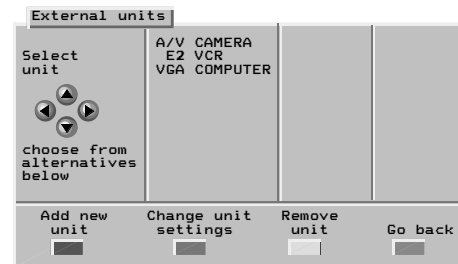 External units
Select
unit
choose from
alternatives
below
A/V CAMERA
E2 VCR
VGA COMPUTER
Add new
unit
Change unit
settings
Remove
unit
Go back